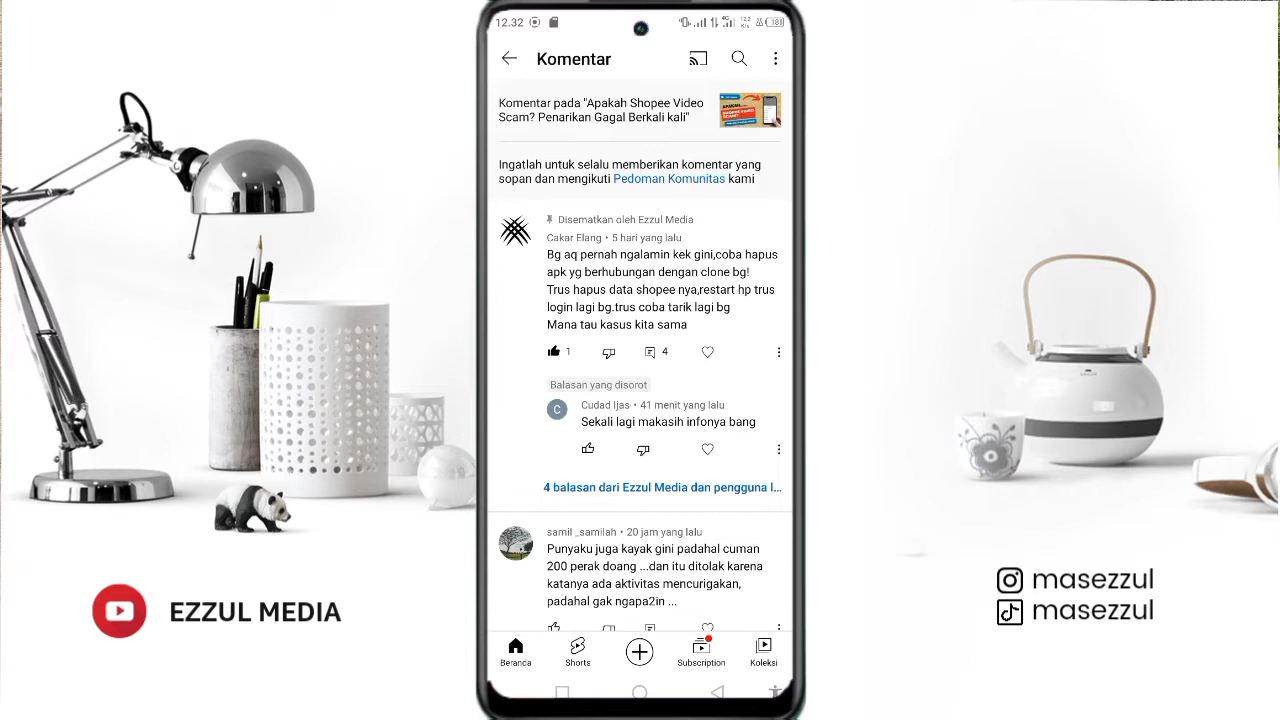 12.32
Komentar
Komentar pada "Apakah Shopee Video
Scam? Penarikan Gagal Berkali kali"
Ingatlah untuk selalu memberikan komentar yang
sopan dan mengikuti Pedoman Komunitas kami
Disematkan oleh Ezzul Media
Cakar Elang • 5 hari yang lalu
Bg aq pernah ngalamin kek gini,coba hapus
apk yg berhubungan dengan clone bg!
Trus hapus data shopee nya,restart hp trus
login lagi bg.trus coba tarik lagi bg
Mana tau kasus kita sama
1
4
Balasan yang disorot
C
Cudad Ijas • 41 menit yang lalu
Sekali lagi makasih infonya bang
4 balasan dari Ezzul Media dan pengguna l...
samil _samilah • 20 jam yang lalu
Punyaku juga kayak gini padahal cuman
200 perak doang ...dan itu ditolak karena
katanya ada aktivitas mencurigakan,
padahal gak ngapa2in ...
Beranda
Shorts
Subscription
Koleksi
EZZUL MEDIA
masezzul
masezzul